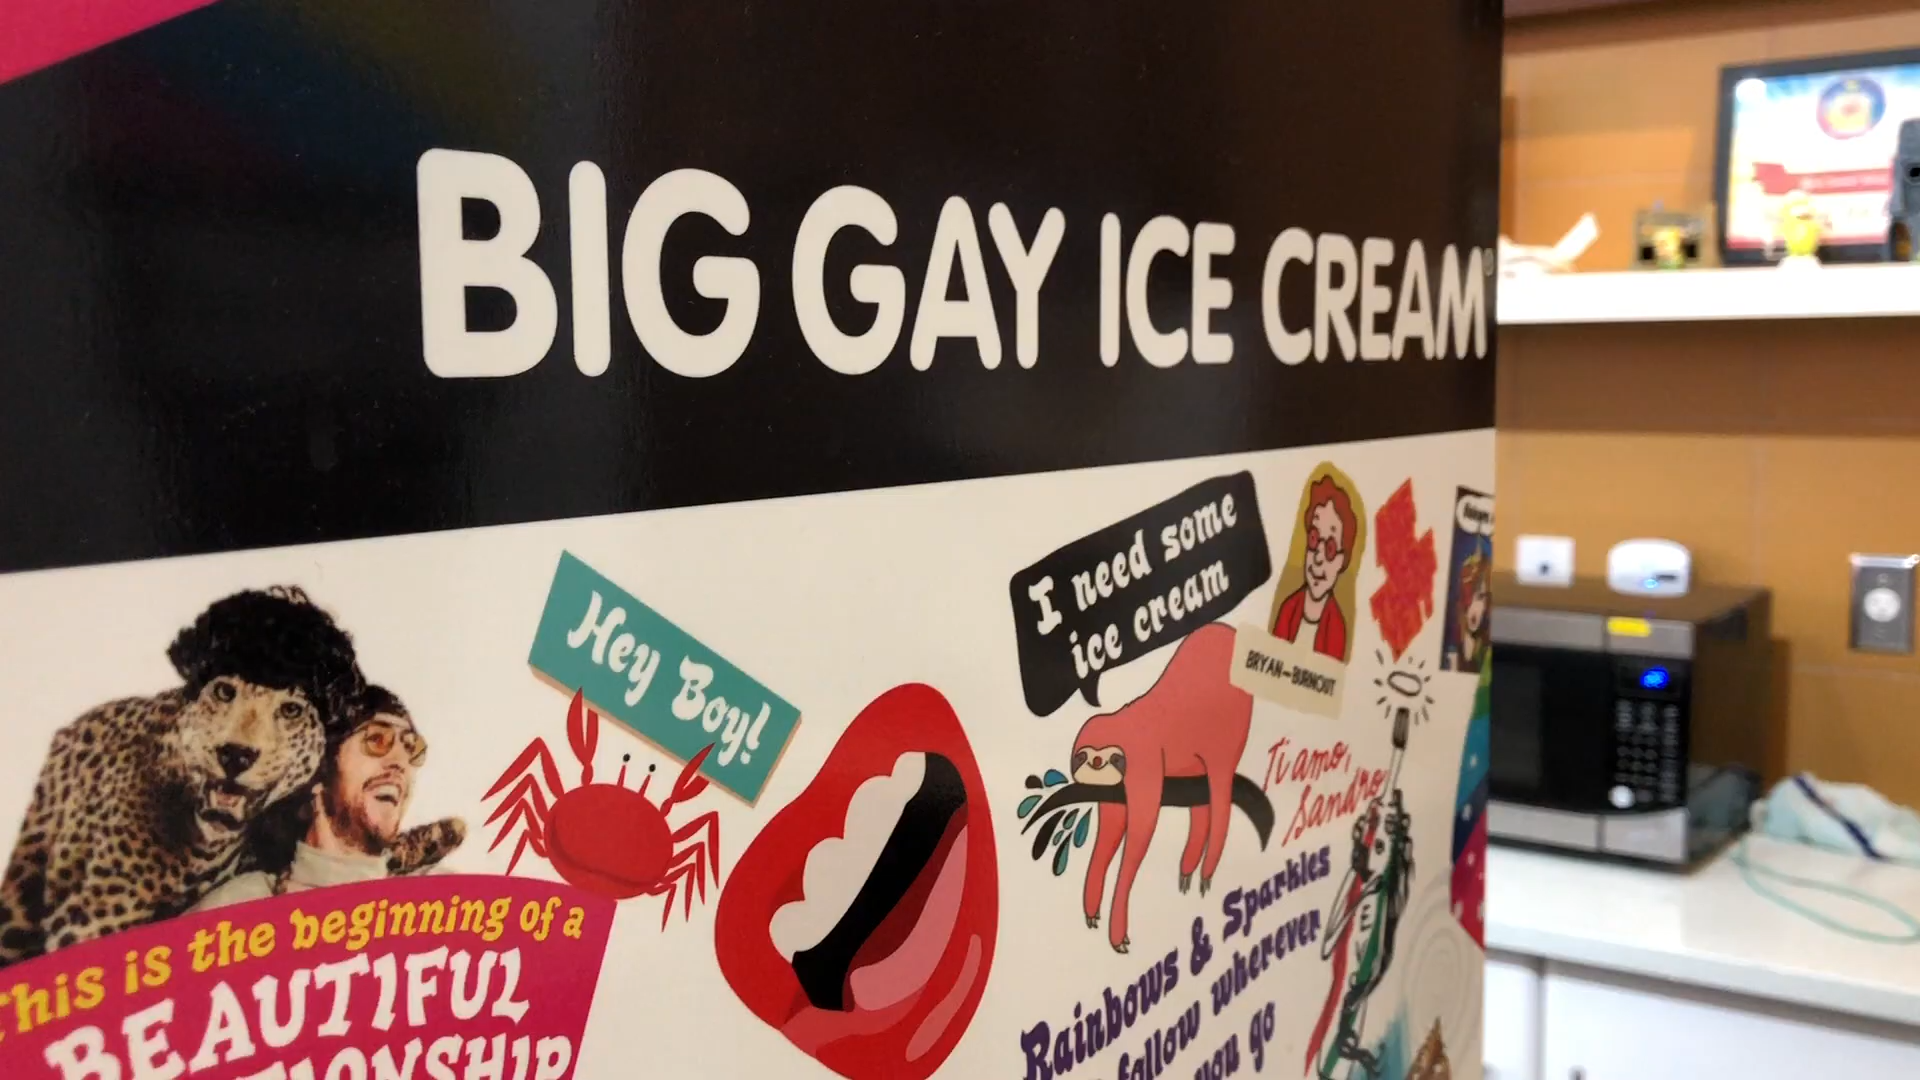 BIG GAY ICE CREAM
I need some
ice cream
Hey Boy!
BRYAN—BURNOUT
Ti amo,
Sandro
This is the beginning of a
BEAUTIFUL
Rainbows & Sparkles
follow wherever
you go